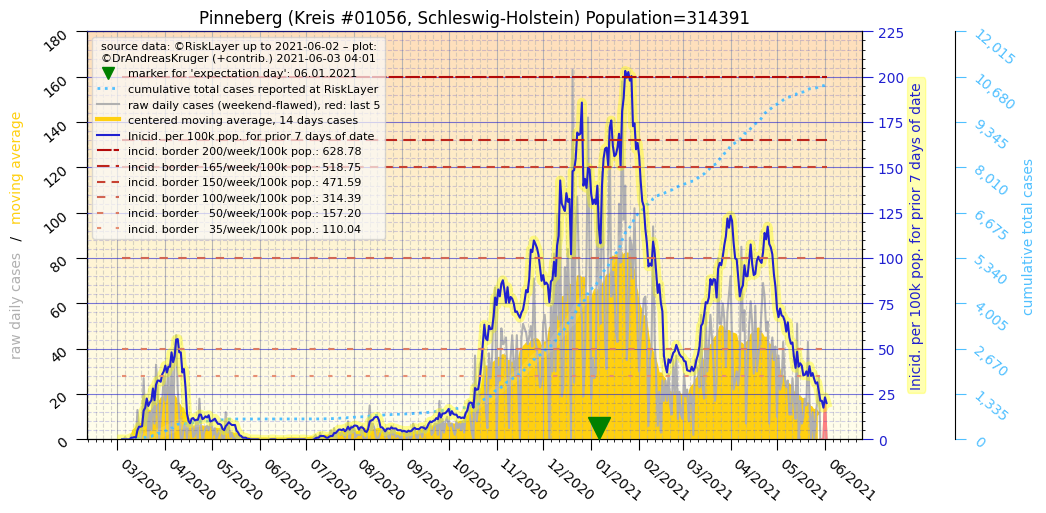 Pinneberg (Kreis #01056, Schleswig-Holstein) Population=314391
source data: ©RiskLayer up to 2021-06-02 – plot:
©DrAndreasKruger (+contrib.) 2021-06-03 04:01
marker for 'expectation day': 06.01.2021
cumulative total cases reported at RiskLayer
raw daily cases (weekend-flawed), red: last 5
centered moving average, 14 days cases
Inicid. per 100k pop. for prior 7 days of date
incid. border 200/week/100k pop.: 628.78
incid. border 165/week/100k pop.: 518.75
incid. border 150/week/100k pop.: 471.59
incid. border 100/week/100k pop.: 314.39
incid. border 50/week/100k pop.: 157.20
incid. border 35/week/100k pop.: 110.04
raw daily cases / moving average
180
160
140
120
100
80
60
40
20
0
225
200
175
150
125
100
75
50
25
0
Inicid. per 100k pop. for prior 7 days of date
12,015
10,680
9,345
8,010
6,675
5,340
4,005
2,670
1,335
0
cumulative total cases
03/2020
04/2020
05/2020
06/2020
07/2020
08/2020
09/2020
10/2020
11/2020
12/2020
01/2021
02/2021
03/2021
04/2021
05/2021
06/2021